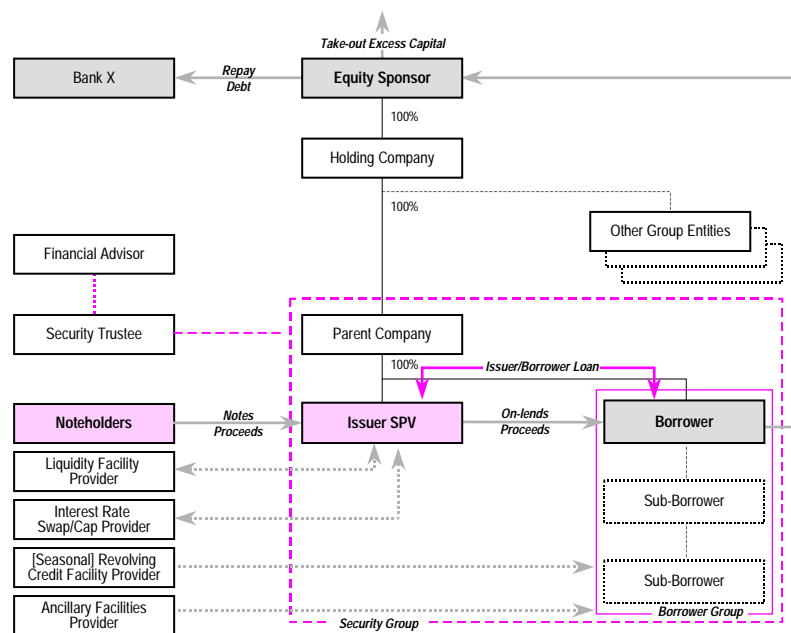 Take-out Excess Capital
Bank X
Repay
Debt
Equity Sponsor
100%
Holding Company
100%
Other Group Entities
Financial Advisor
Security Trustee
Parent Company
100%
Issuer/Borrower Loan
Noteholders
Notes
Proceeds
Issuer SPV
On-lends
Proceeds
Borrower
Liquidity Facility
Provider
Interest Rate
Swap/Cap Provider
Sub-Borrower
[Seasonal] Revolving
Credit Facility Provider
Sub-Borrower
Ancillary Facilities
Provider
Security Group
Borrower Group